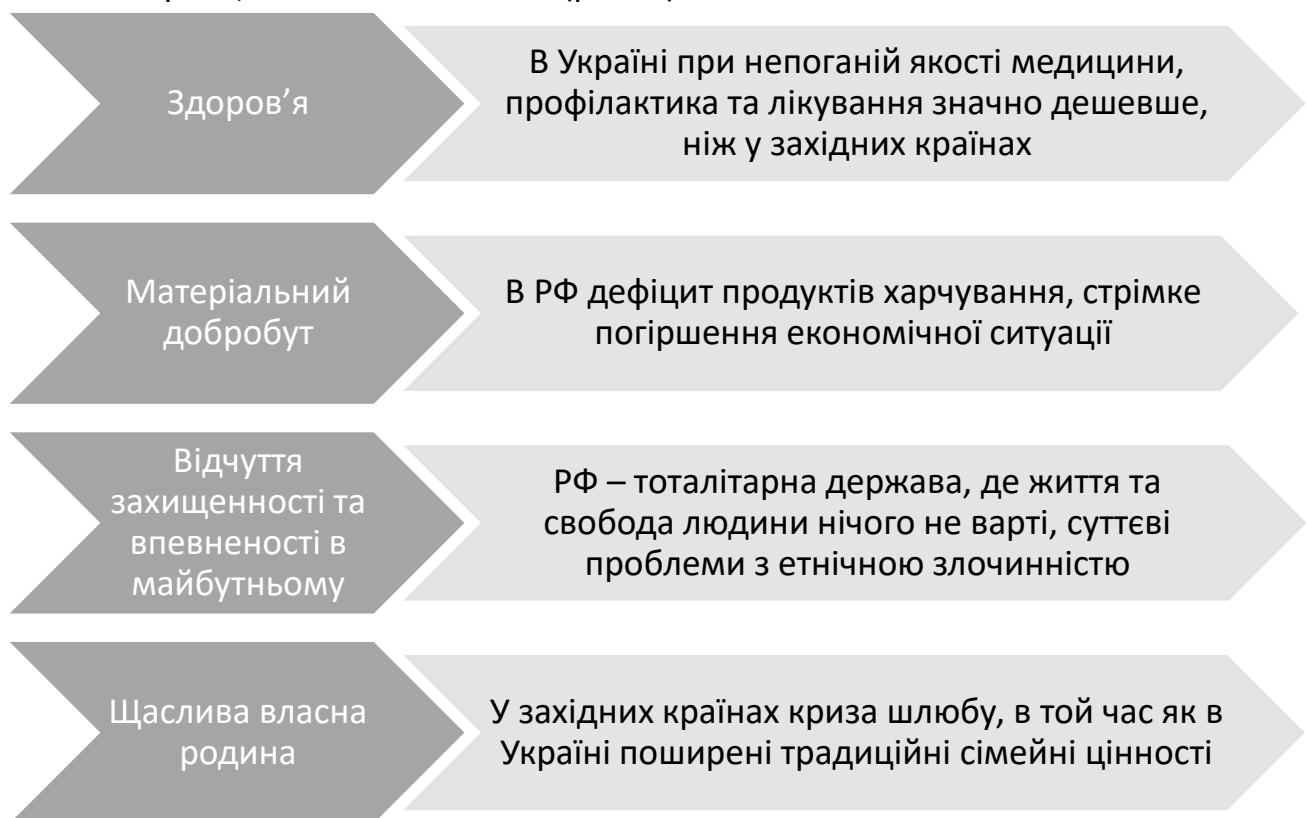 Здоров’я
В Україні при непоганій якості медицини,
профілактика та лікування значно дешевше,
ніж у західних країнах
Матеріальний
добробут
В РФ дефіцит продуктів харчування, стрімке
погіршення економічної ситуації
Відчуття
захищенності та
впевненості в
майбутньому
РФ – тоталітарна держава, де життя та
свобода людини нічого не варті, суттєві
проблеми з етнічною злочинністю
Щаслива власна
родина
У західних країнах криза шлюбу, в той час як в
Україні поширені традиційні сімейні цінності